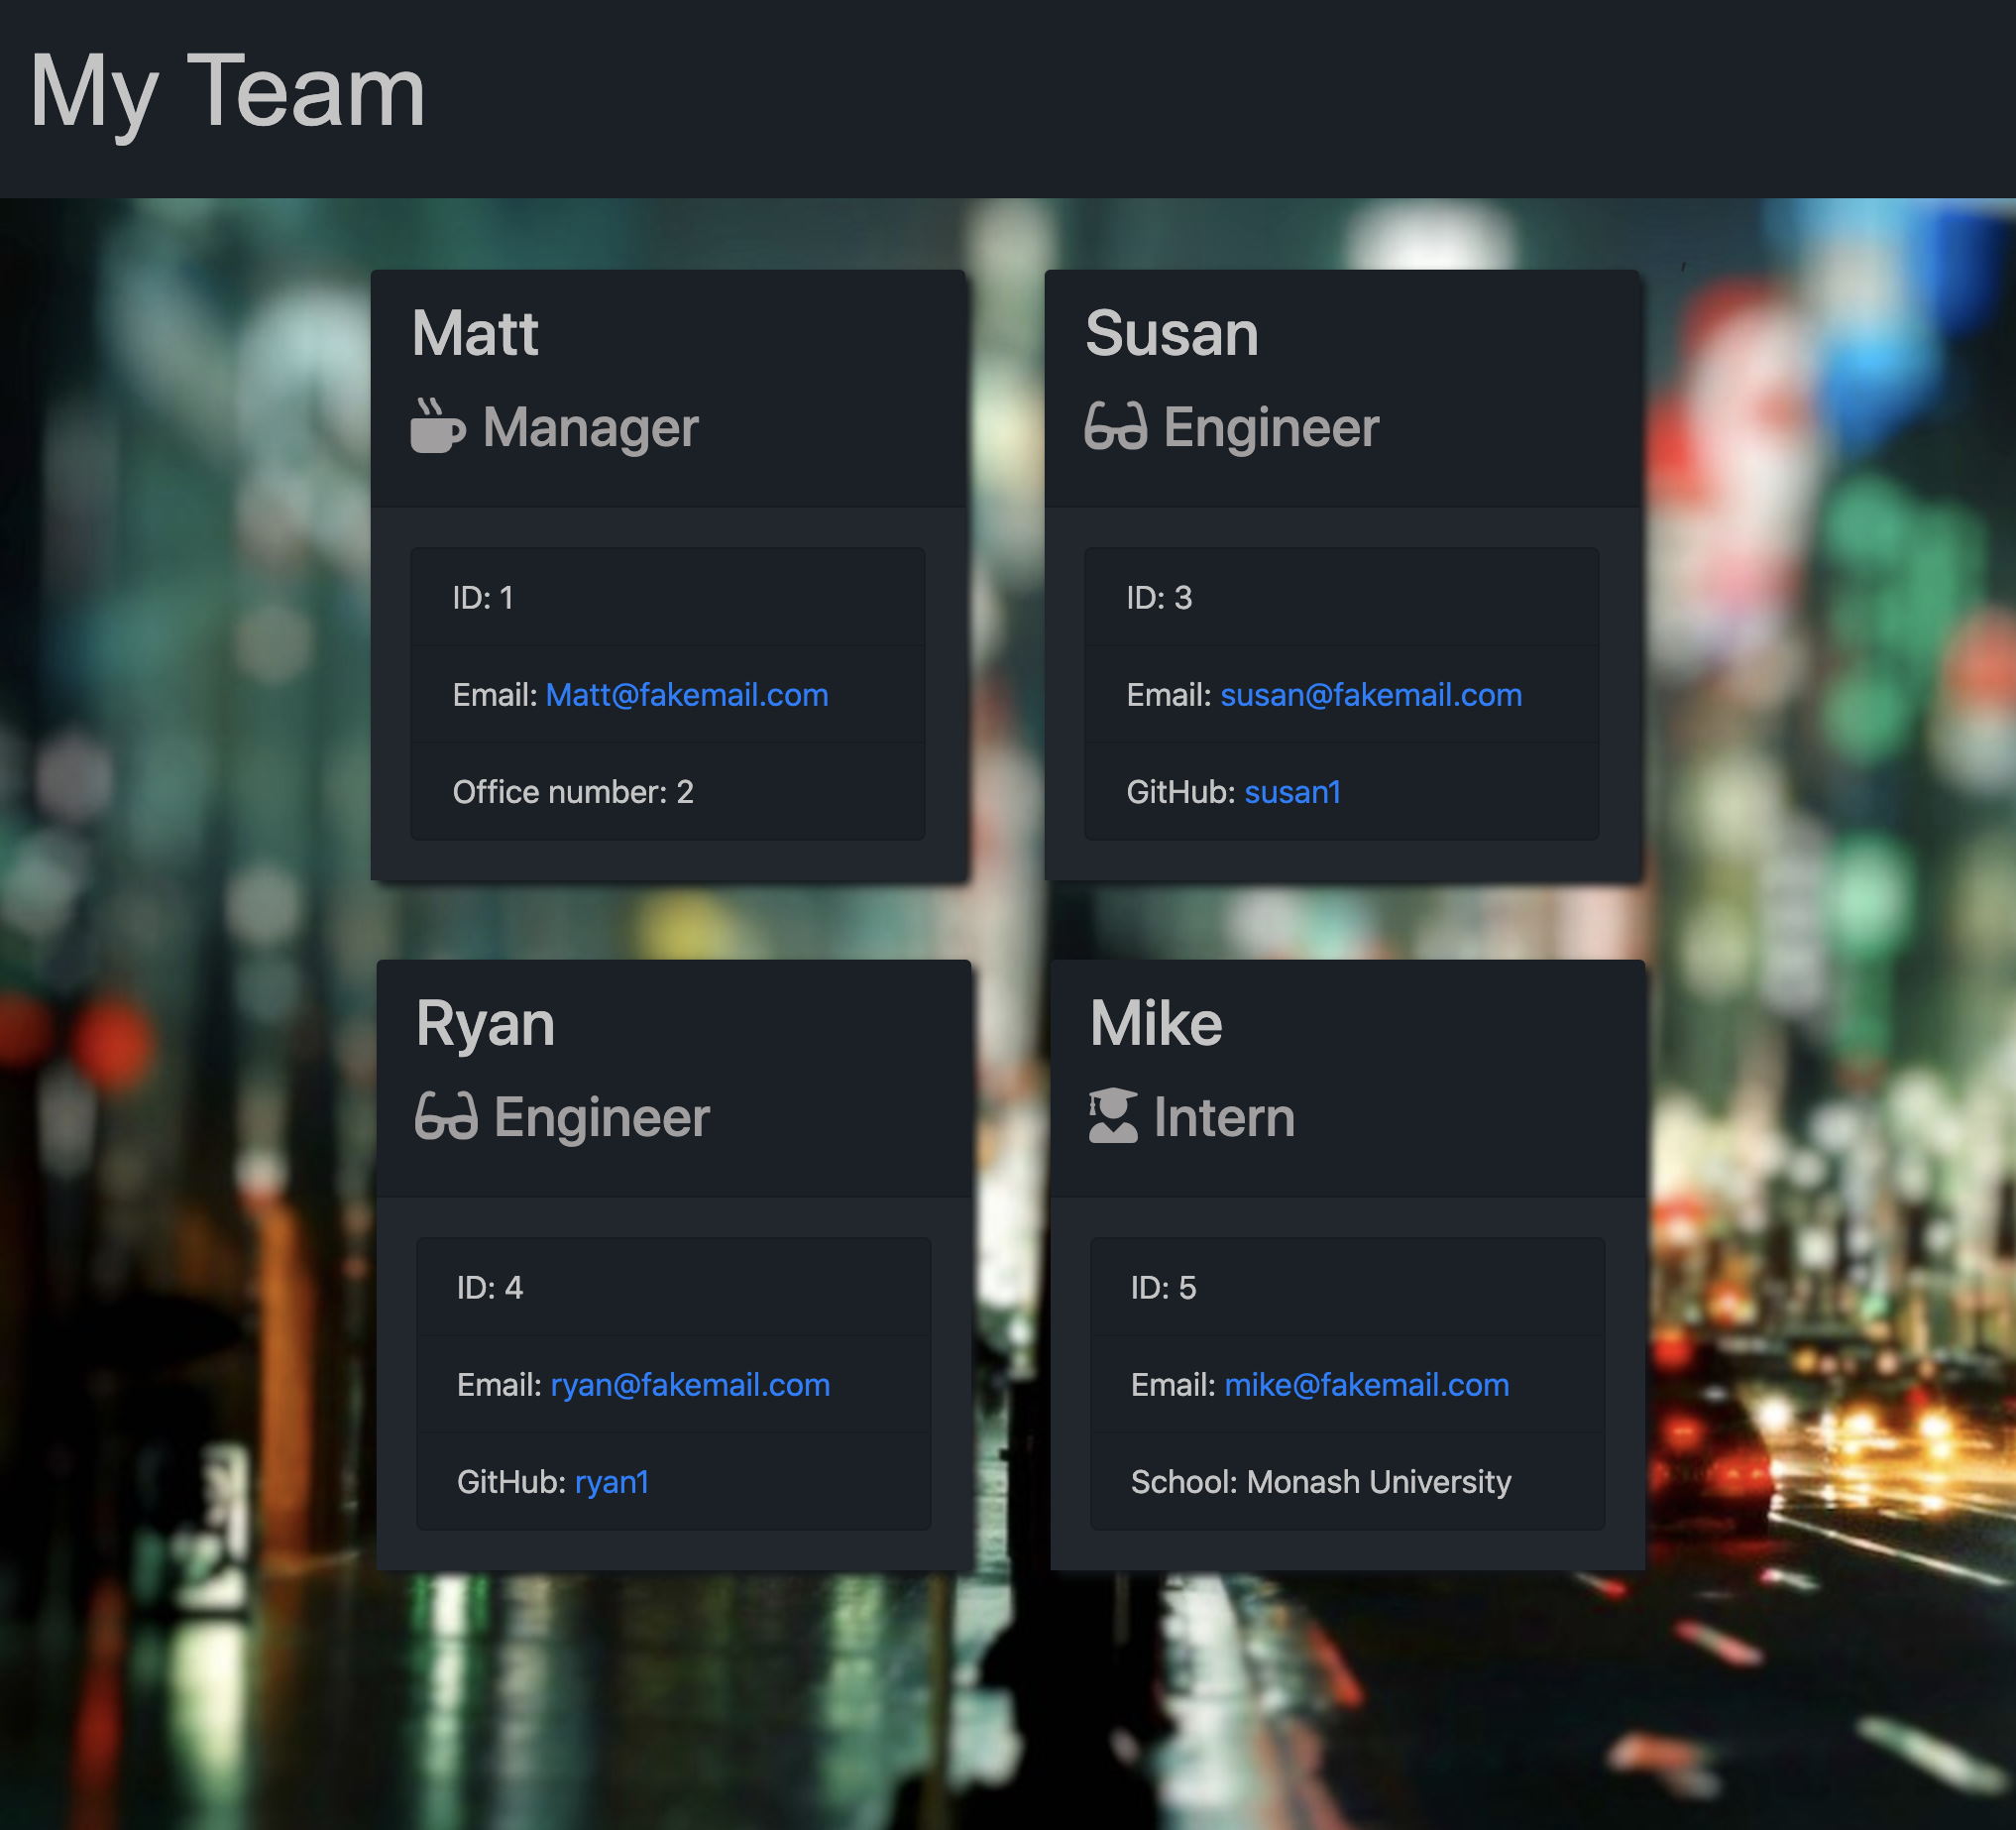 My Team
Matt
Manager
ID: 1
Email: Matt@fakemail.com
Office number: 2
Susan
Engineer
ID: 3
Email: susan@fakemail.com
GitHub: susan1
Ryan
Engineer
ID: 4
Email: ryan@fakemail.com
GitHub: ryan1
Mike
Intern
ID: 5
Email: mike@fakemail.com
School: Monash University